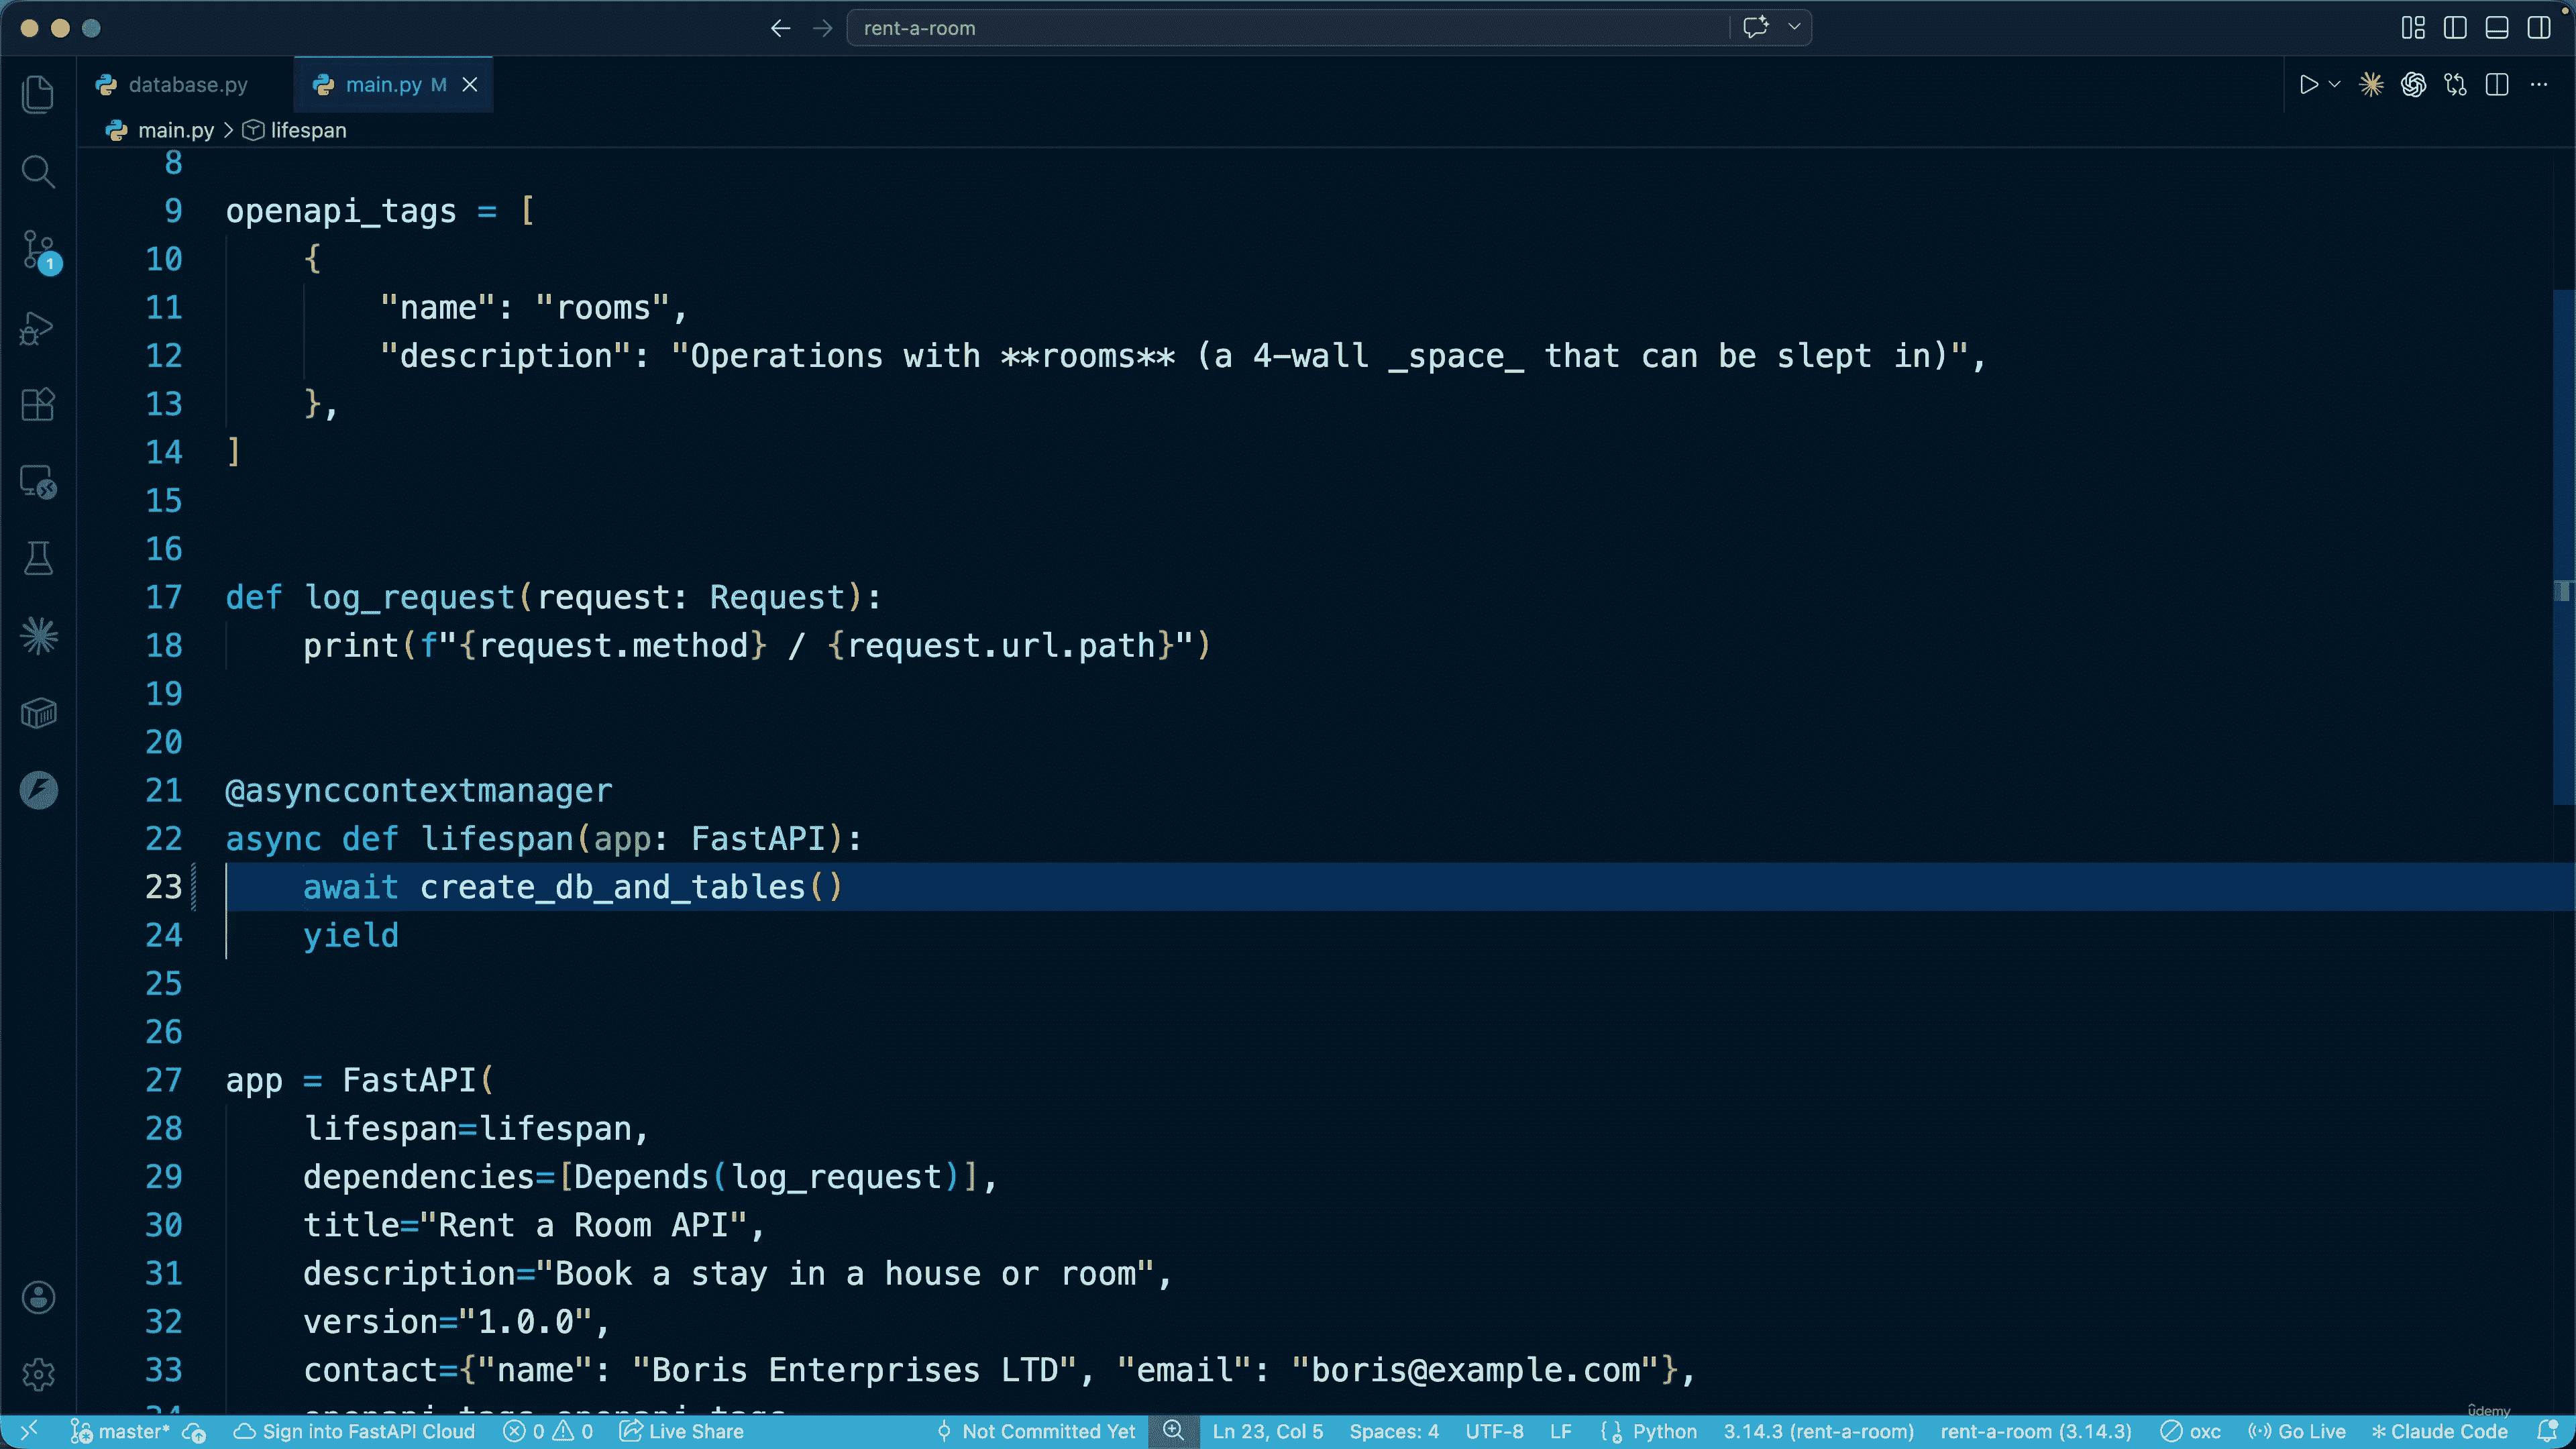 rent-a-room
database.py
main.py M
main.py > lifespan
8
9 openapi_tags = [
10 {
11 "name": "rooms",
12 "description": "Operations with **rooms** (a 4-wall _space_ that can be slept in)",
13 },
14 ]
15
16
17 def log_request(request: Request):
18 print(f"{request.method} / {request.url.path}")
19
20
21 @asynccontextmanager
22 async def lifespan(app: FastAPI):
23 await create_db_and_tables()
24 yield
25
26
27 app = FastAPI(
28 lifespan=lifespan,
29 dependencies=[Depends(log_request)],
30 title="Rent a Room API",
31 description="Book a stay in a house or room",
32 version="1.0.0",
33 contact={"name": "Boris Enterprises LTD", "email": "boris@example.com"},
1
udemy
master* Sign into FastAPI Cloud 0 0 Live Share Not Committed Yet Ln 23, Col 5 Spaces: 4 UTF-8 LF Python 3.14.3 (rent-a-room) rent-a-room (3.14.3) oxc Go Live Claude Code